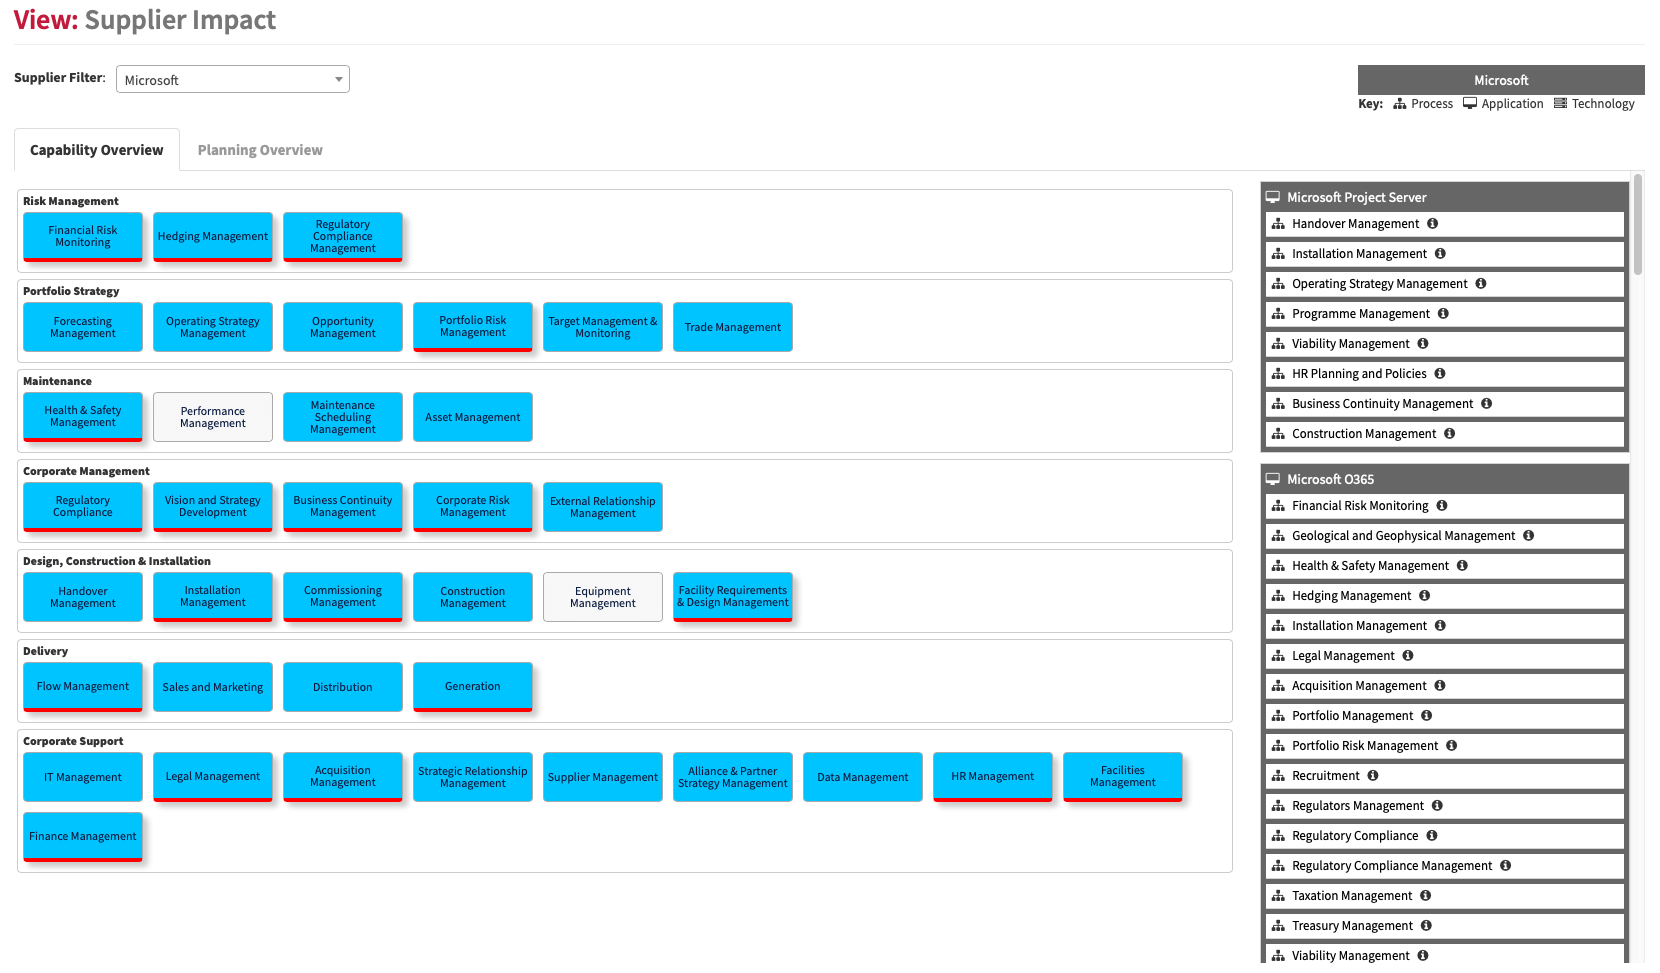 View: Supplier Impact
Supplier Filter:
Microsoft
Microsoft
Key: Process Application Technology
Capability Overview
Planning Overview
Risk Management
Financial Risk
Monitoring
Hedging Management
Regulatory
Compliance
Management
Portfolio Strategy
Forecasting
Management
Operating Strategy
Management
Opportunity
Management
Portfolio Risk
Management
Target Management &
Monitoring
Trade Management
Maintenance
Health & Safety
Management
Performance
Management
Maintenance
Scheduling
Management
Asset Management
Corporate Management
Regulatory
Compliance
Vision and Strategy
Development
Business Continuity
Management
Corporate Risk
Management
External Relationship
Management
Design, Construction & Installation
Handover
Management
Installation
Management
Commissioning
Management
Construction
Management
Equipment
Management
Facility Requirements
& Design Management
Delivery
Flow Management
Sales and Marketing
Distribution
Generation
Corporate Support
IT Management
Legal Management
Acquisition
Management
Strategic Relationship
Management
Supplier Management
Alliance & Partner
Strategy Management
Data Management
HR Management
Facilities
Management
Finance Management
Microsoft Project Server
Handover Management
Installation Management
Operating Strategy Management
Programme Management
Viability Management
HR Planning and Policies
Business Continuity Management
Construction Management
Microsoft O365
Financial Risk Monitoring
Geological and Geophysical Management
Health & Safety Management
Hedging Management
Installation Management
Legal Management
Acquisition Management
Portfolio Management
Portfolio Risk Management
Recruitment
Regulators Management
Regulatory Compliance
Regulatory Compliance Management
Taxation Management
Treasury Management
Viability Management